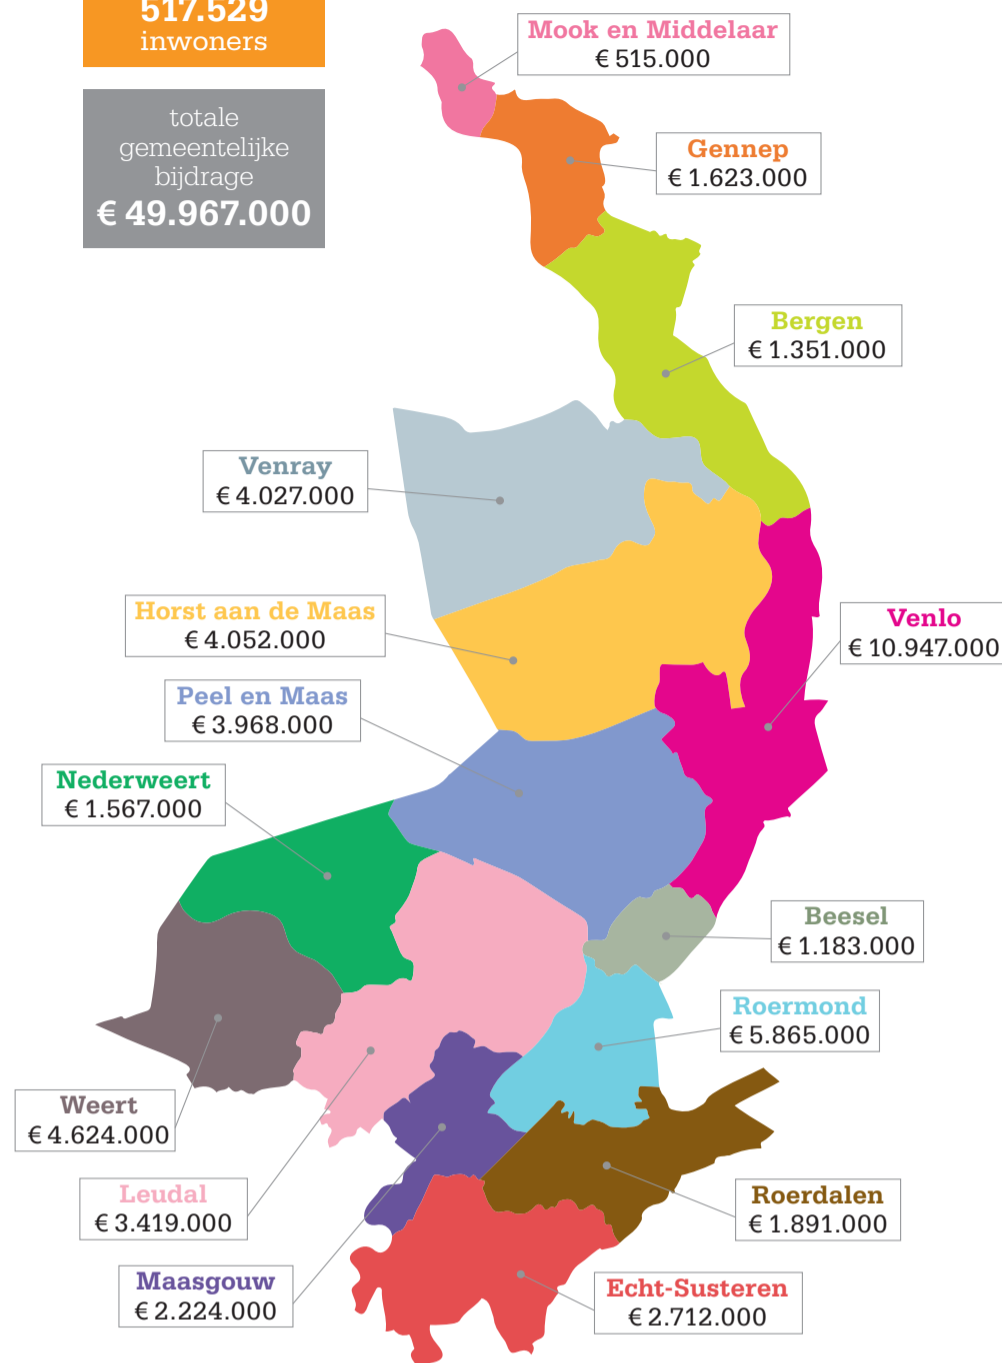 517.529
inwoners
totale
gemeentelijke
bijdrage
€ 49.967.000
Mook en Middelaar
€ 515.000
Gennep
€ 1.623.000
Bergen
€ 1.351.000
Venray
€ 4.027.000
Horst aan de Maas
€ 4.052.000
Venlo
€ 10.947.000
Peel en Maas
€ 3.968.000
Nederweert
€ 1.567.000
Beesel
€ 1.183.000
Roermond
€ 5.865.000
Weert
€ 4.624.000
Leudal
€ 3.419.000
Roerdalen
€ 1.891.000
Maasgouw
€ 2.224.000
Echt-Susteren
€ 2.712.000